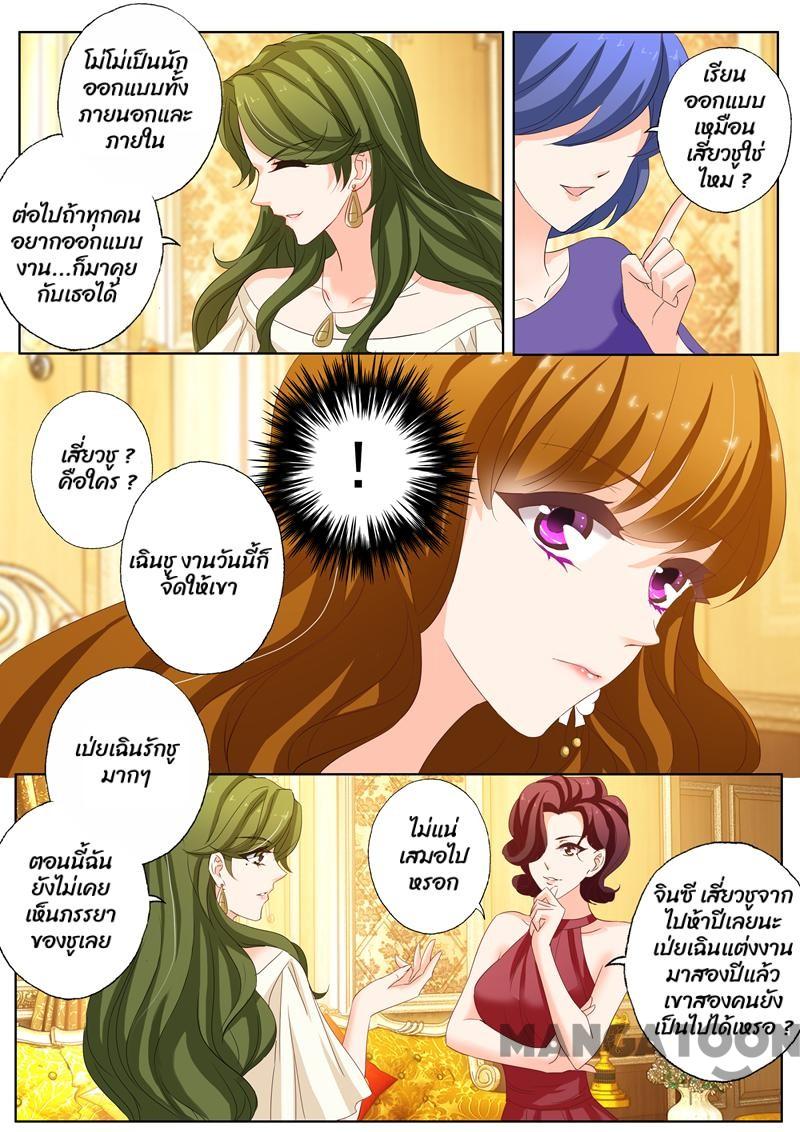 โม่โม่เป็นนัก
ออกแบบทั้ง
ภายนอกและ
ภายใน
ต่อไปถ้าทุกคน
อยากออกแบบ
งาน...ก็มาคุย
กับเธอได้
เรียน
ออกแบบ
เหมือน
เสี่ยวชูใช่
ไหม ?
!
เสี่ยวชู ?
คือใคร ?
เฉินชู งานวันนี้ก็
จัดให้เขา
เป่ยเฉินรักชู
มากๆ
ตอนนี้ฉัน
ยังไม่เคย
เห็นภรรยา
ของชูเลย
ไม่แน่
เสมอไป
หรอก
จินซี เสี่ยวชูจาก
ไปห้าปีเลยนะ
เป่ยเฉินแต่งงาน
มาสองปีแล้ว
เขาสองคนยัง
เป็นไปได้เหรอ ?
MANGATOON